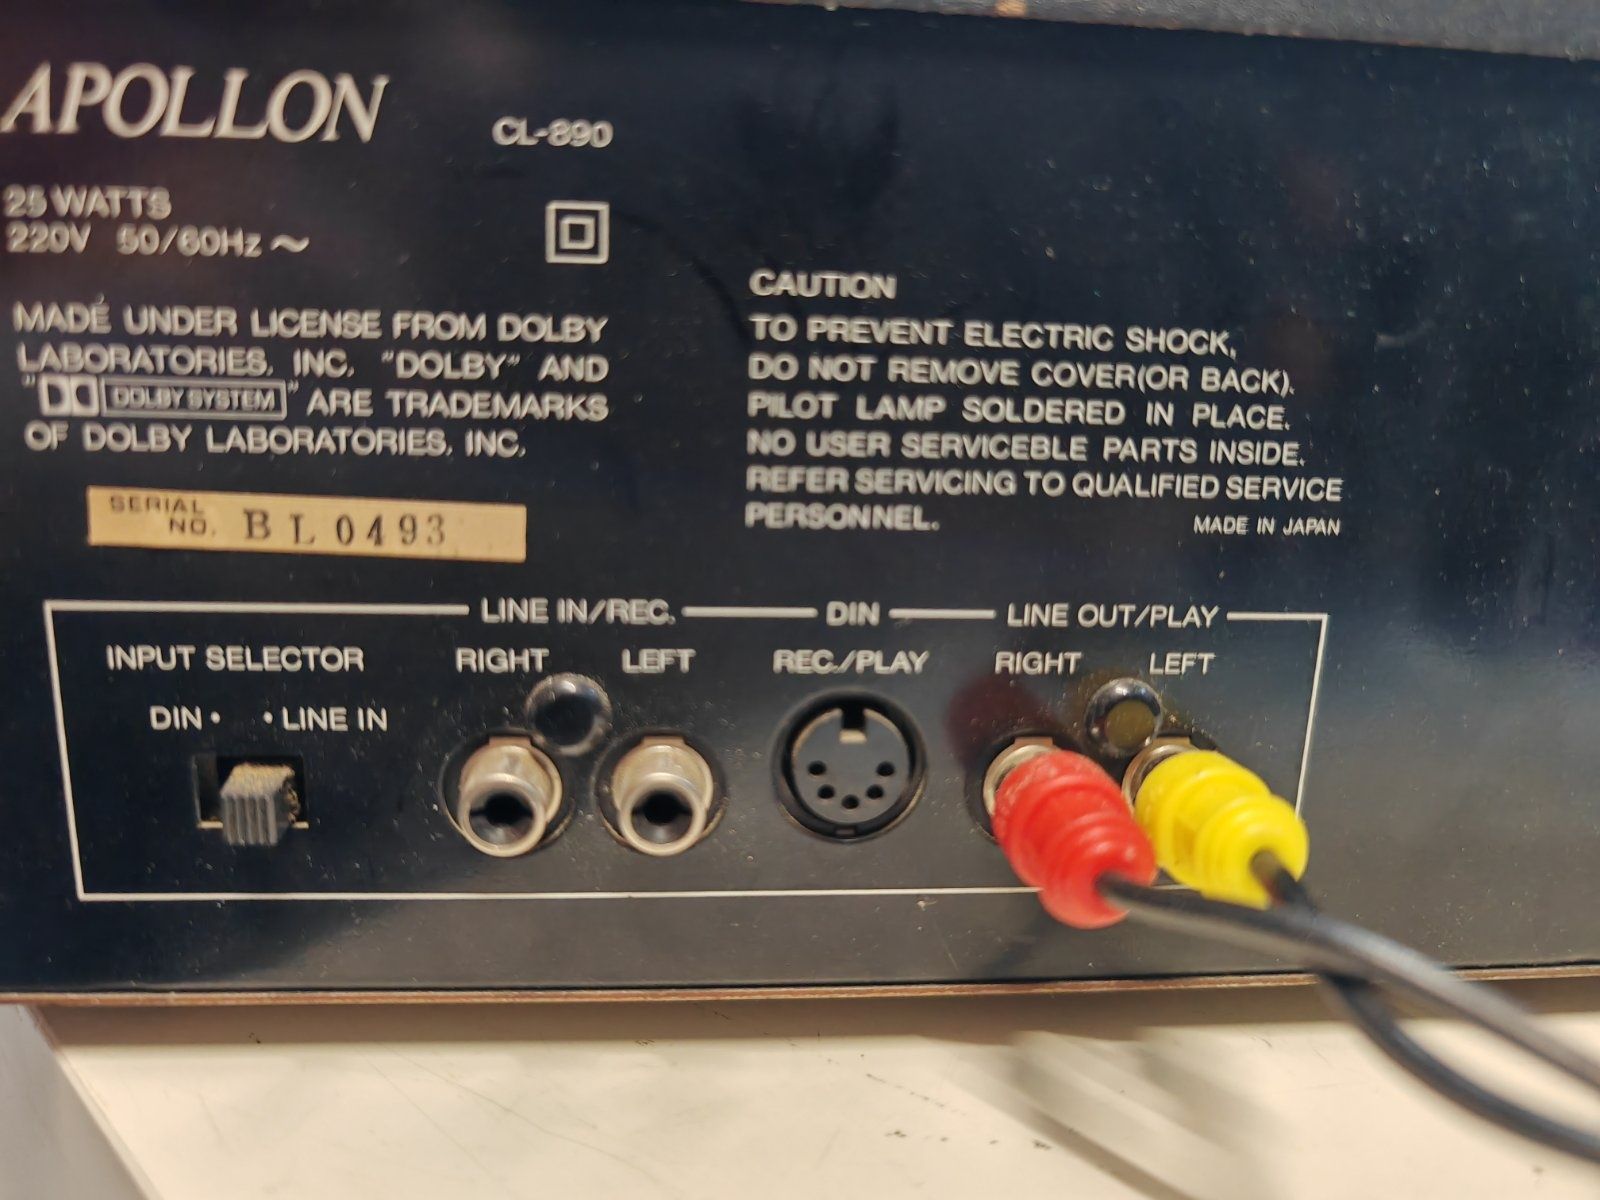 APOLLON
CL-890
25 WATTS
220V 50/60Hz ~
MADE UNDER LICENSE FROM DOLBY
LABORATORIES, INC. "DOLBY" AND
"DOLBY SYSTEM" ARE TRADEMARKS
OF DOLBY LABORATORIES, INC.
SERIAL
NO. BL0493
CAUTION
TO PREVENT ELECTRIC SHOCK,
DO NOT REMOVE COVER(OR BACK).
PILOT LAMP SOLDERED IN PLACE.
NO USER SERVICEBLE PARTS INSIDE.
REFER SERVICING TO QUALIFIED SERVICE
PERSONNEL.
MADE IN JAPAN
LINE IN/REC. DIN LINE OUT/PLAY
INPUT SELECTOR RIGHT LEFT REC./PLAY RIGHT LEFT
DIN• •LINE IN